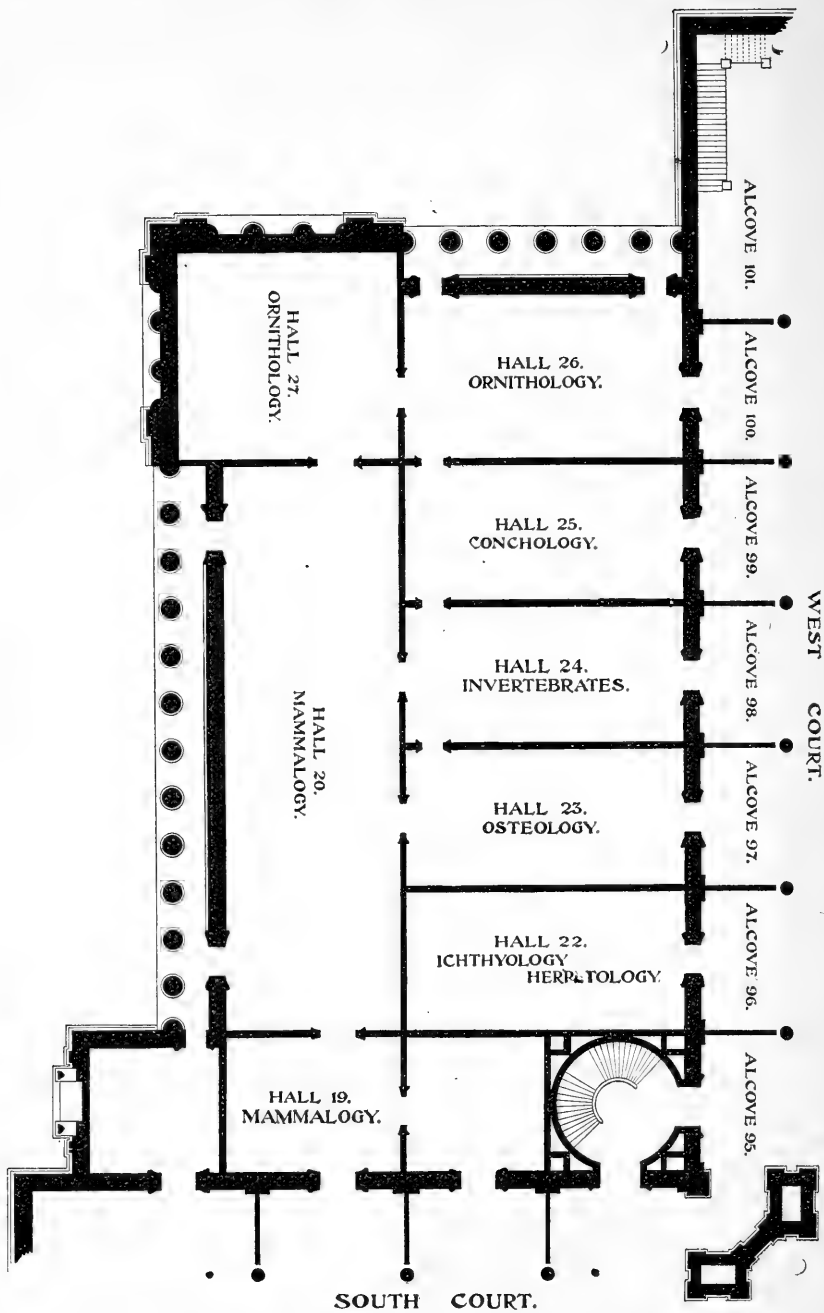 ALCOVE 101.
HALL 27.
ORNITHOLOGY.
HALL 26.
ORNITHOLOGY.
ALCOVE 100.
HALL 25.
CONCHOLOGY.
ALCOVE 99.
WEST COURT.
HALL 24.
INVERTEBRATES.
ALCOVE 98.
HALL 20.
MAMMALOGY.
HALL 23.
OSTEOLOGY.
ALCOVE 97.
HALL 22.
ICHTHYOLOGY
HERPETOLOGY.
ALCOVE 96.
HALL 19.
MAMMALOGY.
ALCOVE 95.
SOUTH COURT.